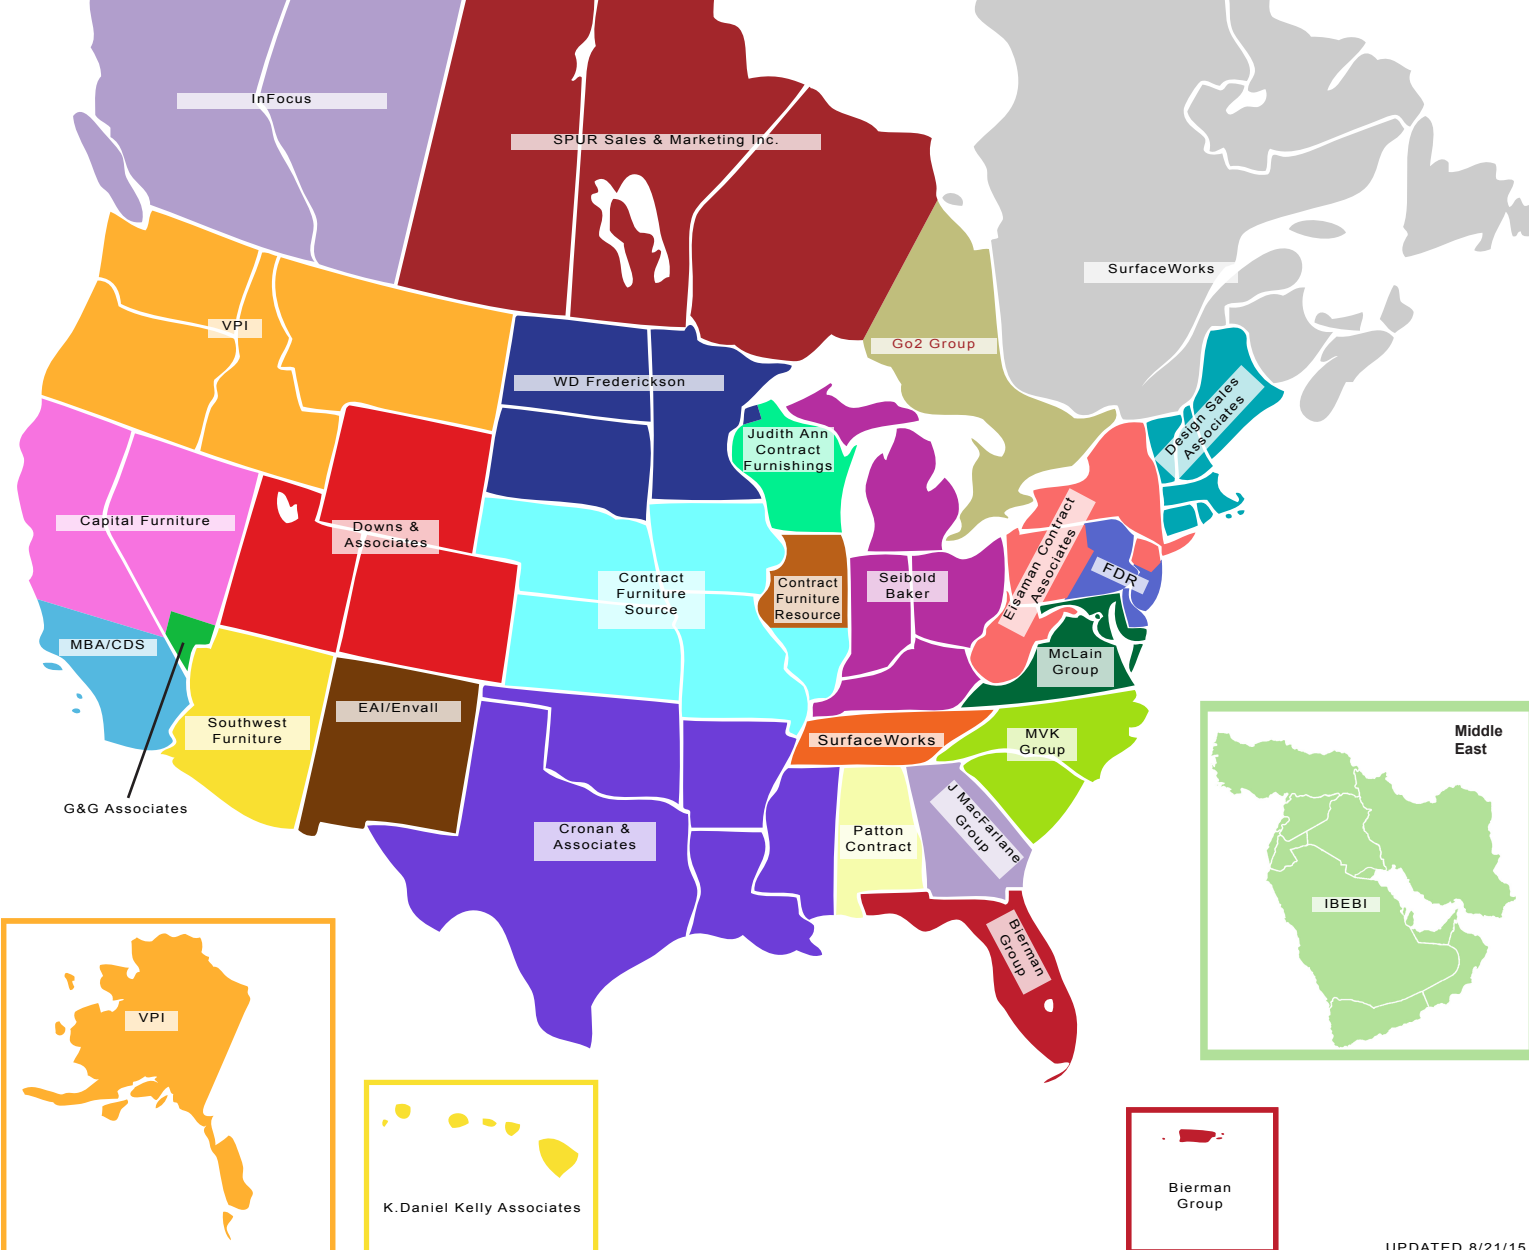 InFocus
SPUR Sales & Marketing Inc.
SurfaceWorks
VPI
Go2 Group
WD Frederickson
Design Sales
Associates
Judith Ann
Contract
Furnishings
Capital Furniture
Downs &
Associates
Eisaman Contract
Associates
FDR
Contract
Furniture
Source
Contract
Furniture
Resource
Seibold
Baker
MBA/CDS
McLain
Group
EAI/Envall
Southwest
Furniture
SurfaceWorks
MVK
Group
Middle
East
G&G Associates
Cronan &
Associates
Patton
Contract
J MacFarlane
Group
IBEBI
Bierman
Group
VPI
K.Daniel Kelly Associates
Bierman
Group
UPDATED 8/21/15